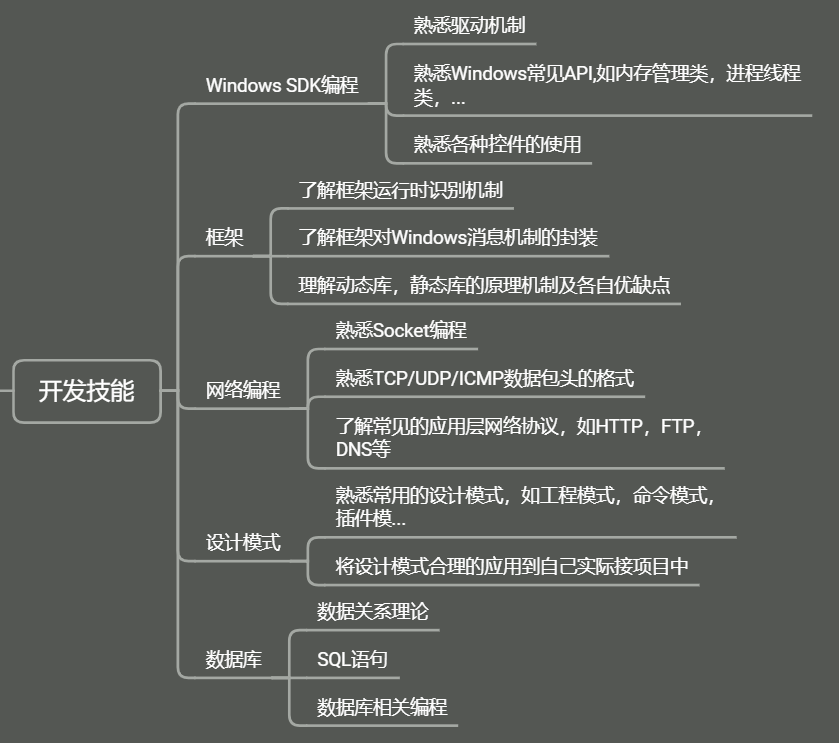 熟悉驱动机制
Windows SDK编程
熟悉Windows常见API,如内存管理类，进程线程
类，...
熟悉各种控件的使用
了解框架运行时识别机制
框架
了解框架对Windows消息机制的封装
理解动态库，静态库的原理机制及各自优缺点
熟悉Socket编程
开发技能
网络编程
熟悉TCP/UDP/ICMP数据包头的格式
了解常见的应用层网络协议，如HTTP，FTP，
DNS等
熟悉常用的设计模式，如工程模式，命令模式，
插件模...
设计模式
将设计模式合理的应用到自己实际接项目中
数据关系理论
数据库
SQL语句
数据库相关编程